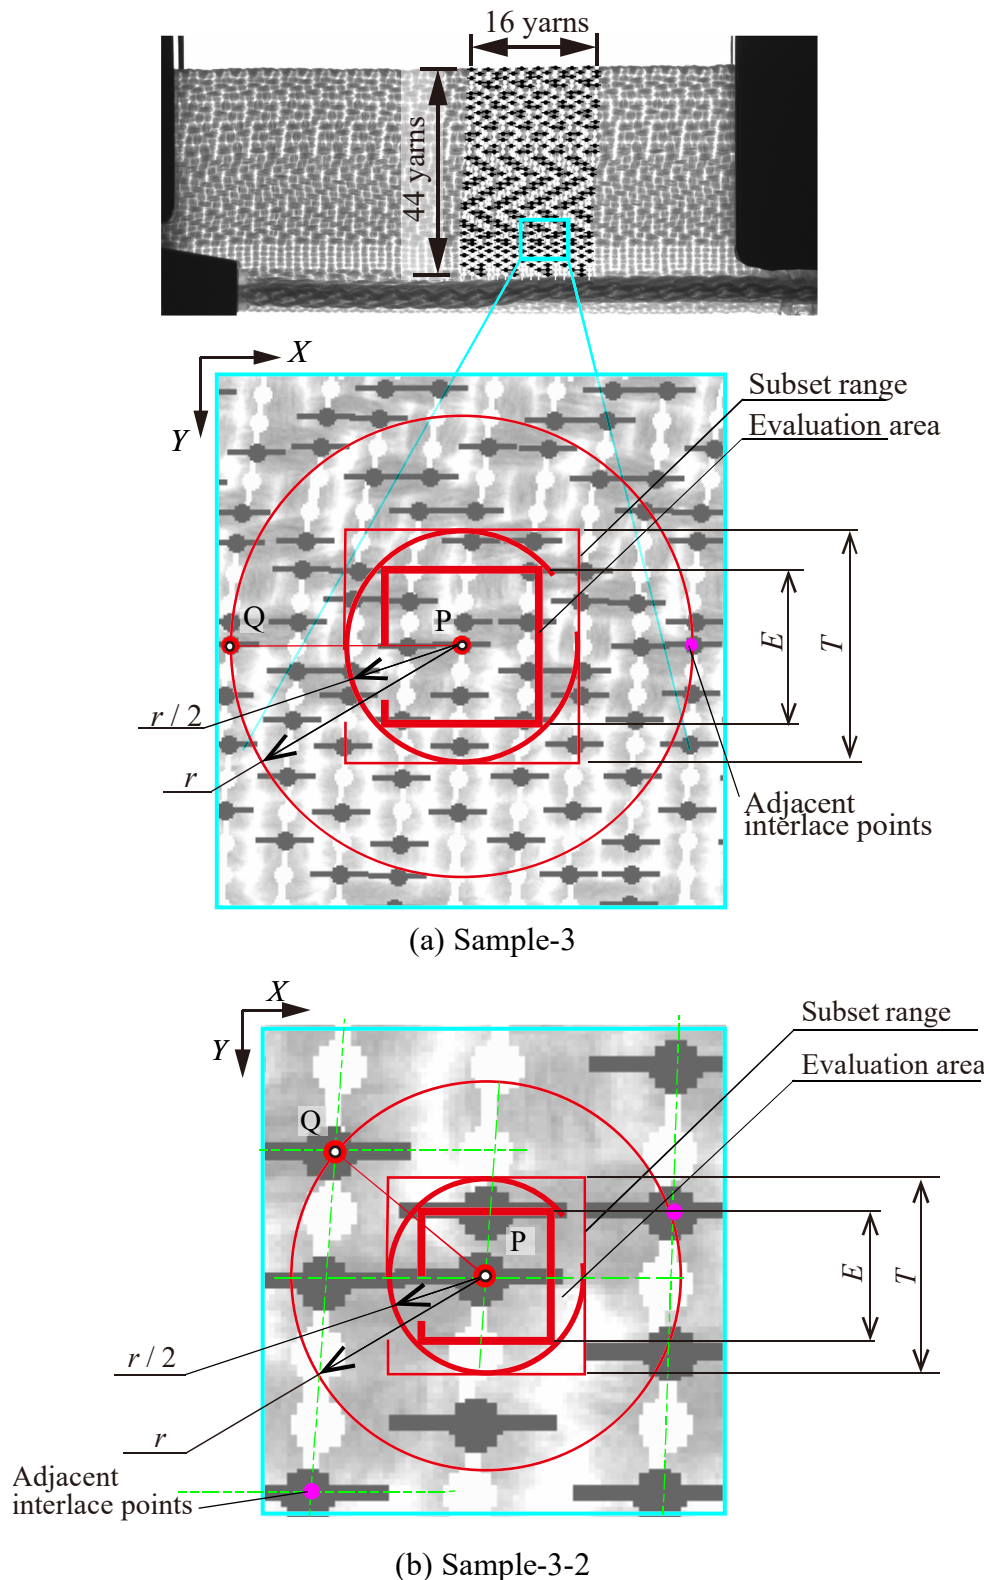 16 yarns
44 yarns
X
Y
Subset range
Evaluation area
Q
P
E
T
r / 2
r
Adjacent
interlace points
(a) Sample-3
X
Y
Subset range
Evaluation area
Q
P
E
T
r / 2
r
Adjacent
interlace points
(b) Sample-3-2